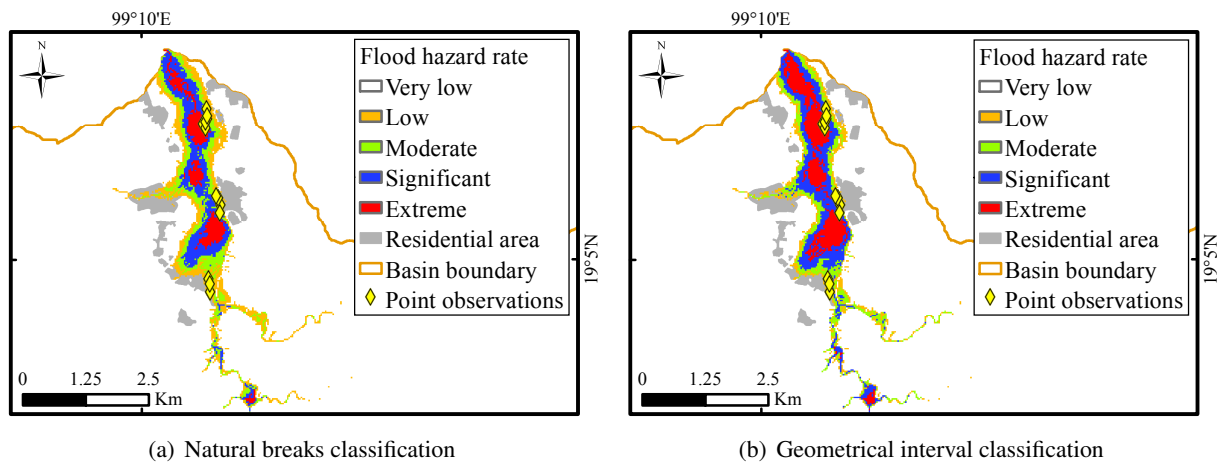 99°10'E
N
Flood hazard rate
Very low
Low
Moderate
Significant
Extreme
Residential area
Basin boundary
Point observations
19°5'N
0 1.25 2.5
Km
(a) Natural breaks classification
99°10'E
N
Flood hazard rate
Very low
Low
Moderate
Significant
Extreme
Residential area
Basin boundary
Point observations
19°5'N
0 1.25 2.5
Km
(b) Geometrical interval classification